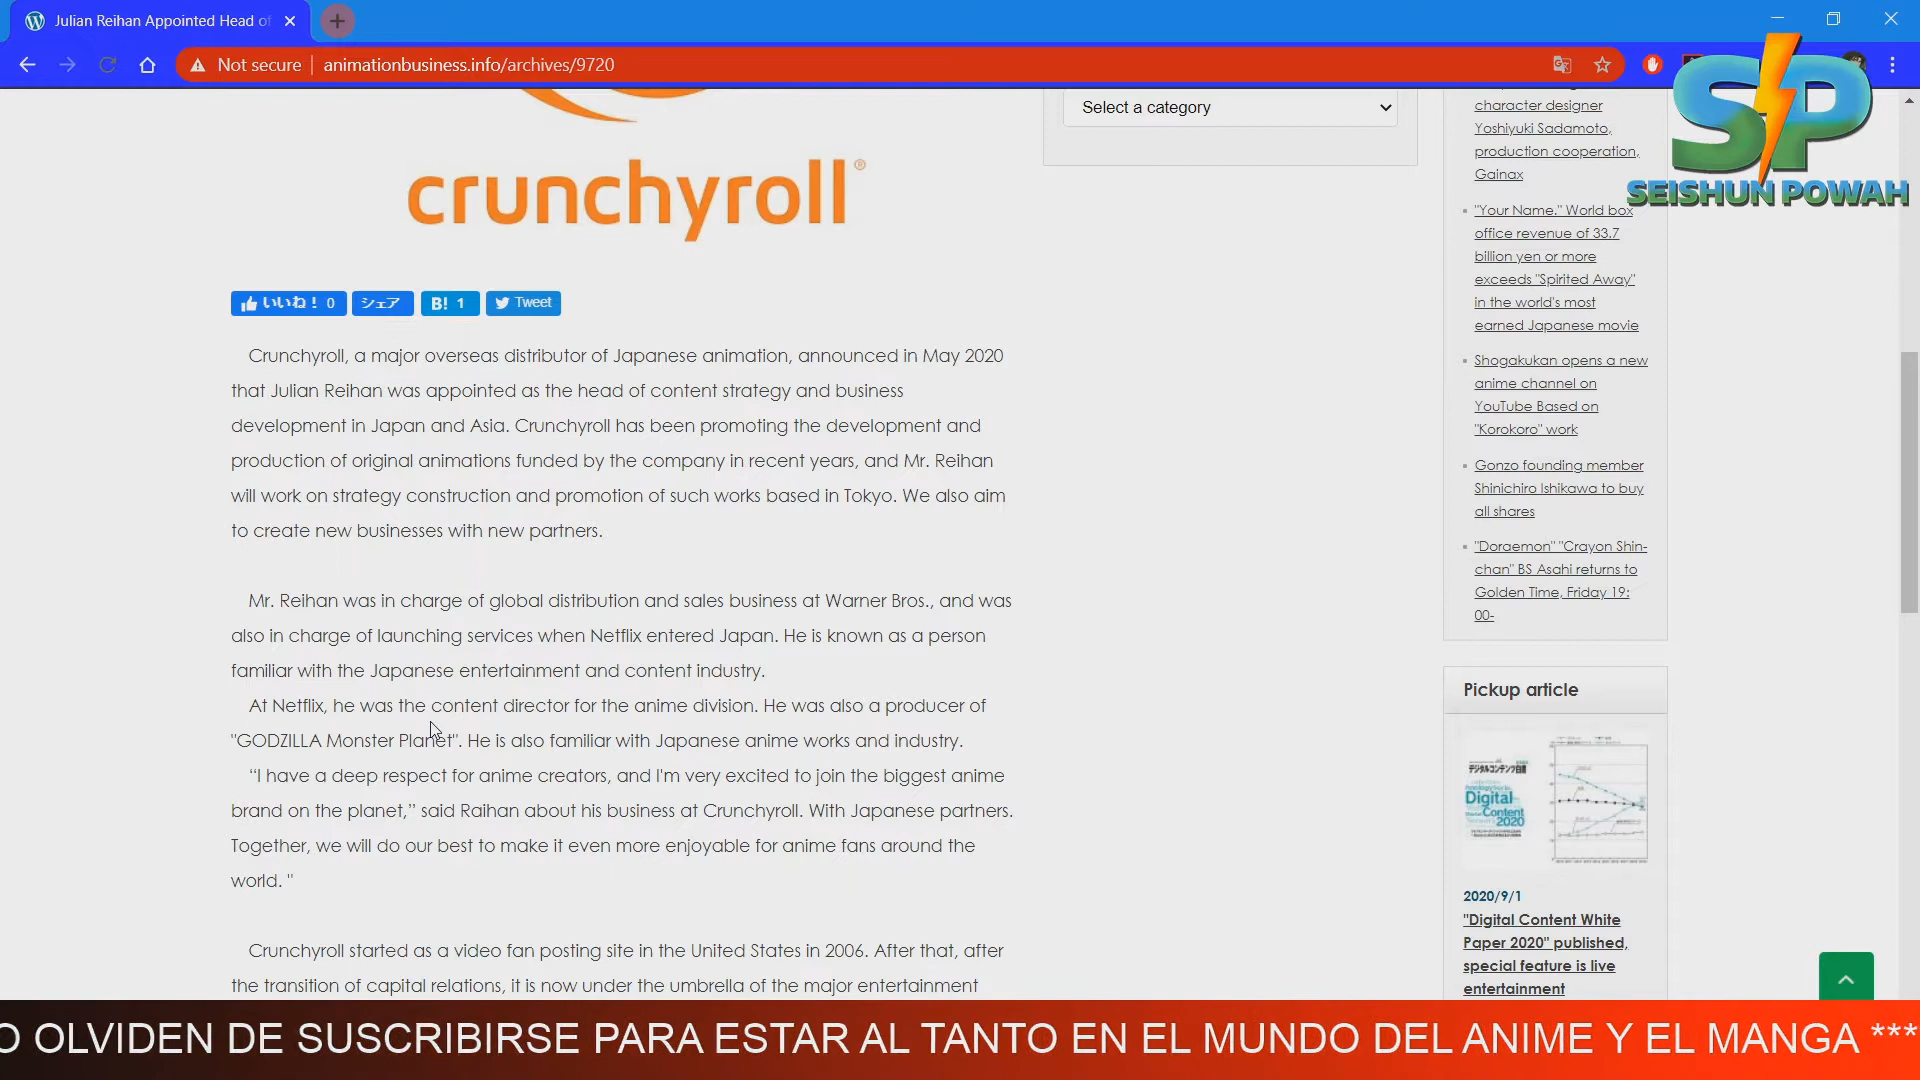 Julian Reihan Appointed Head of
Not secure
animationbusiness.info/archives/9720
SP
SEISHUN POWAH
crunchyroll®
Select a category
いいね！ 0
シェア
B! 1
Tweet
Crunchyroll, a major overseas distributor of Japanese animation, announced in May 2020
that Julian Reihan was appointed as the head of content strategy and business
development in Japan and Asia. Crunchyroll has been promoting the development and
production of original animations funded by the company in recent years, and Mr. Reihan
will work on strategy construction and promotion of such works based in Tokyo. We also aim
to create new businesses with new partners.
Mr. Reihan was in charge of global distribution and sales business at Warner Bros., and was
also in charge of launching services when Netflix entered Japan. He is known as a person
familiar with the Japanese entertainment and content industry.
At Netflix, he was the content director for the anime division. He was also a producer of
"GODZILLA Monster Planet". He is also familiar with Japanese anime works and industry.
“I have a deep respect for anime creators, and I'm very excited to join the biggest anime
brand on the planet,” said Raihan about his business at Crunchyroll. With Japanese partners.
Together, we will do our best to make it even more enjoyable for anime fans around the
world. "
Crunchyroll started as a video fan posting site in the United States in 2006. After that, after
the transition of capital relations, it is now under the umbrella of the major entertainment
character designer
Yoshiyuki Sadamoto,
production cooperation,
Gainax
"Your Name." World box
office revenue of 33.7
billion yen or more
exceeds "Spirited Away"
in the world's most
earned Japanese movie
Shogakukan opens a new
anime channel on
YouTube Based on
"Korokoro" work
Gonzo founding member
Shinichiro Ishikawa to buy
all shares
"Doraemon" "Crayon Shin-
chan" BS Asahi returns to
Golden Time, Friday 19:
00-
Pickup article
デジタルコンテンツ白書
Digital
Content
2020
2020/9/1
"Digital Content White
Paper 2020" published,
special feature is live
entertainment
O OLVIDEN DE SUSCRIBIRSE PARA ESTAR AL TANTO EN EL MUNDO DEL ANIME Y EL MANGA ***